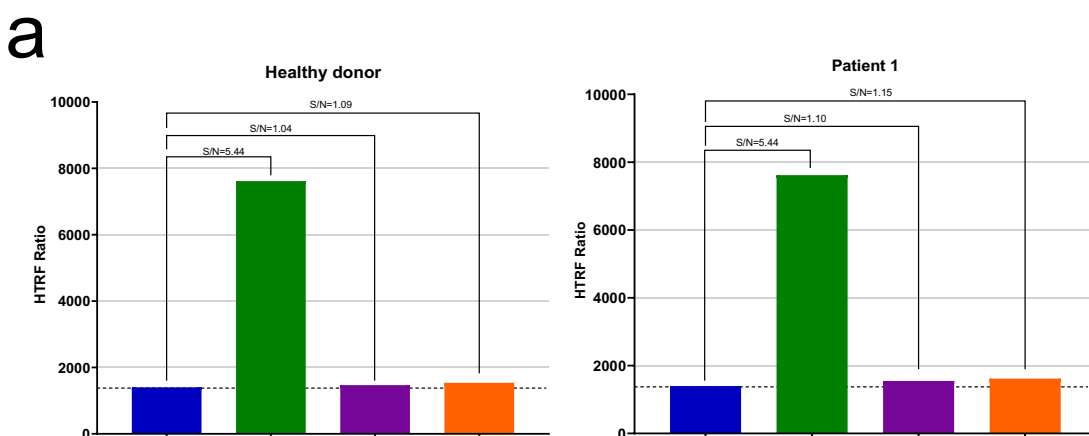 a
Healthy donor
HTRF Ratio
10000
8000
6000
4000
2000
0
S/N=1.09
S/N=1.04
S/N=5.44
Patient 1
HTRF Ratio
10000
8000
6000
4000
2000
0
S/N=1.15
S/N=1.10
S/N=5.44